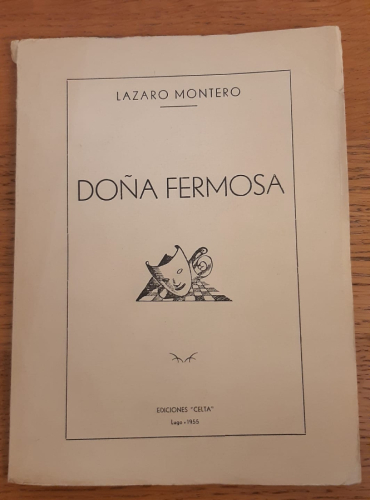 LAZARO MONTERO
DOÑA FERMOSA
EDICIONES "CELTA"
Lugo - 1955